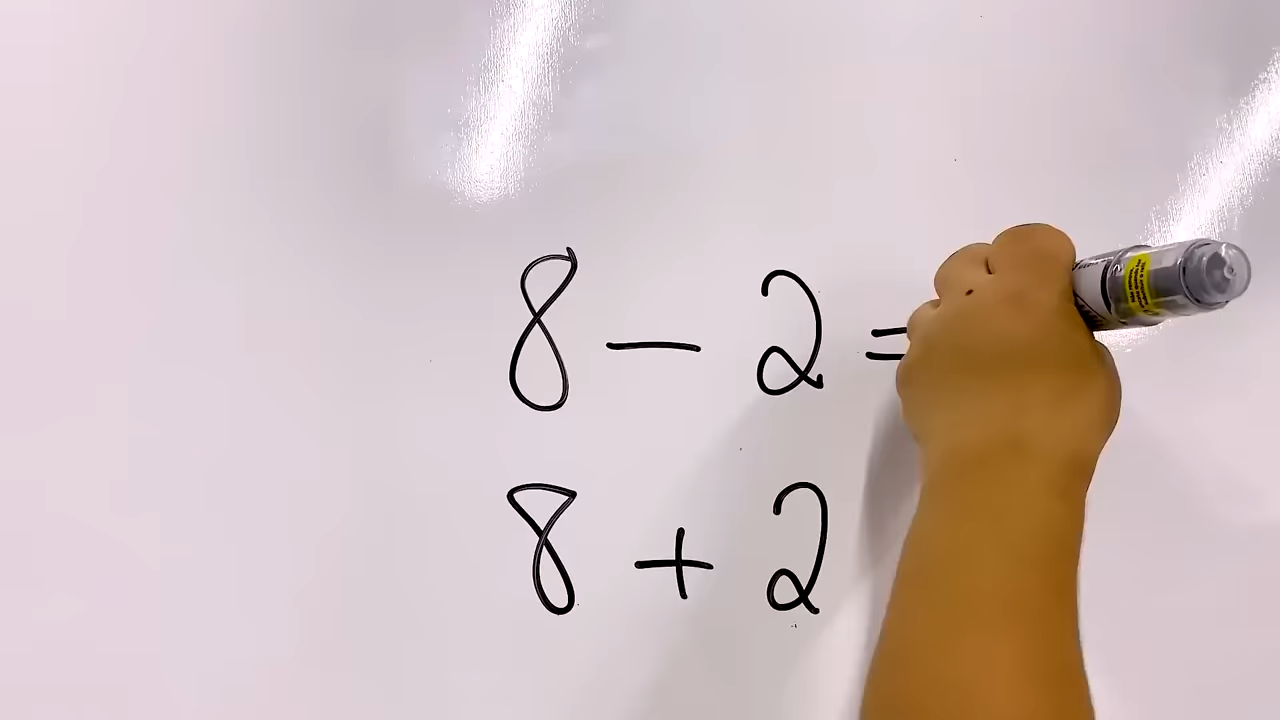 8 − 2 =
8 + 2